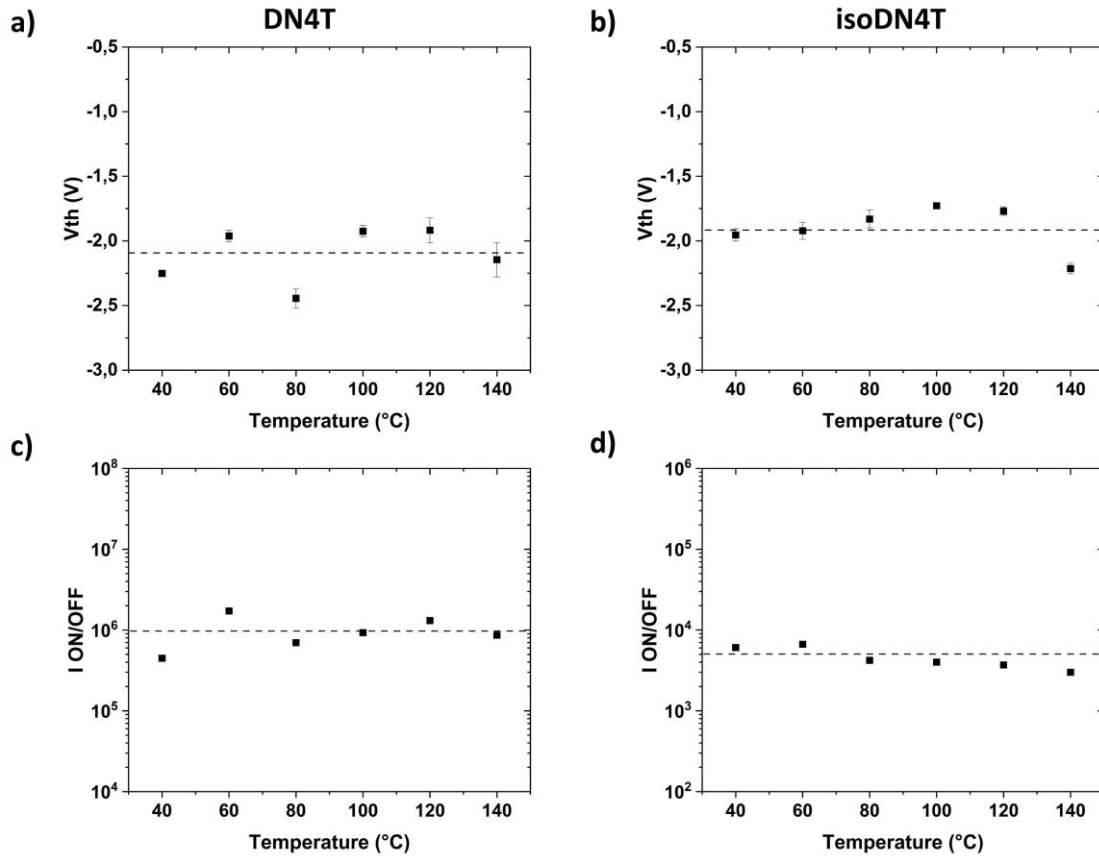 DN4T
isoDN4T
a)
-0,5
-1,0
-1,5
-2,0
-2,5
-3,0
Vth (V)
40 60 80 100 120 140
Temperature (°C)
b)
-0,5
-1,0
-1,5
-2,0
-2,5
-3,0
Vth (V)
40 60 80 100 120 140
Temperature (°C)
c)
10⁸
10⁷
10⁶
10⁵
10⁴
I ON/OFF
40 60 80 100 120 140
Temperature (°C)
d)
10⁶
10⁵
10⁴
10³
10²
I ON/OFF
40 60 80 100 120 140
Temperature (°C)